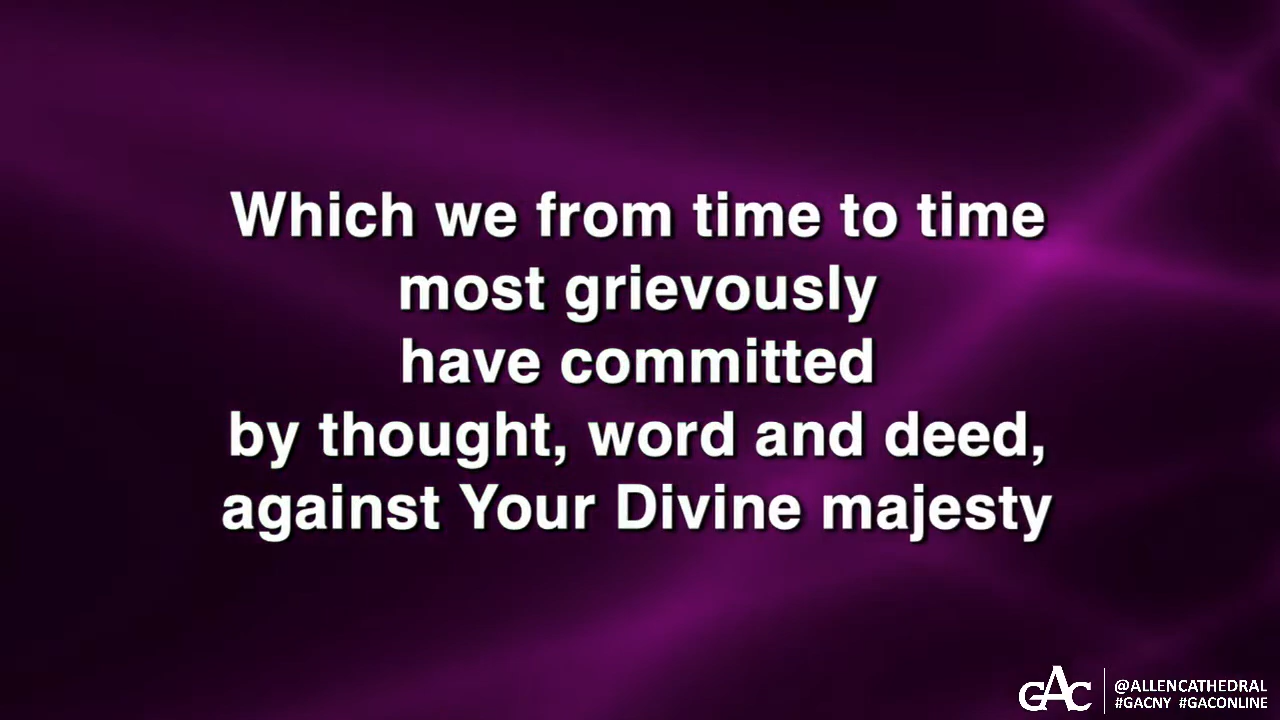 Which we from time to time
most grievously
have committed
by thought, word and deed,
against Your Divine majesty
GAC
@ALLENCATHEDRAL
#GACNY #GACONLINE